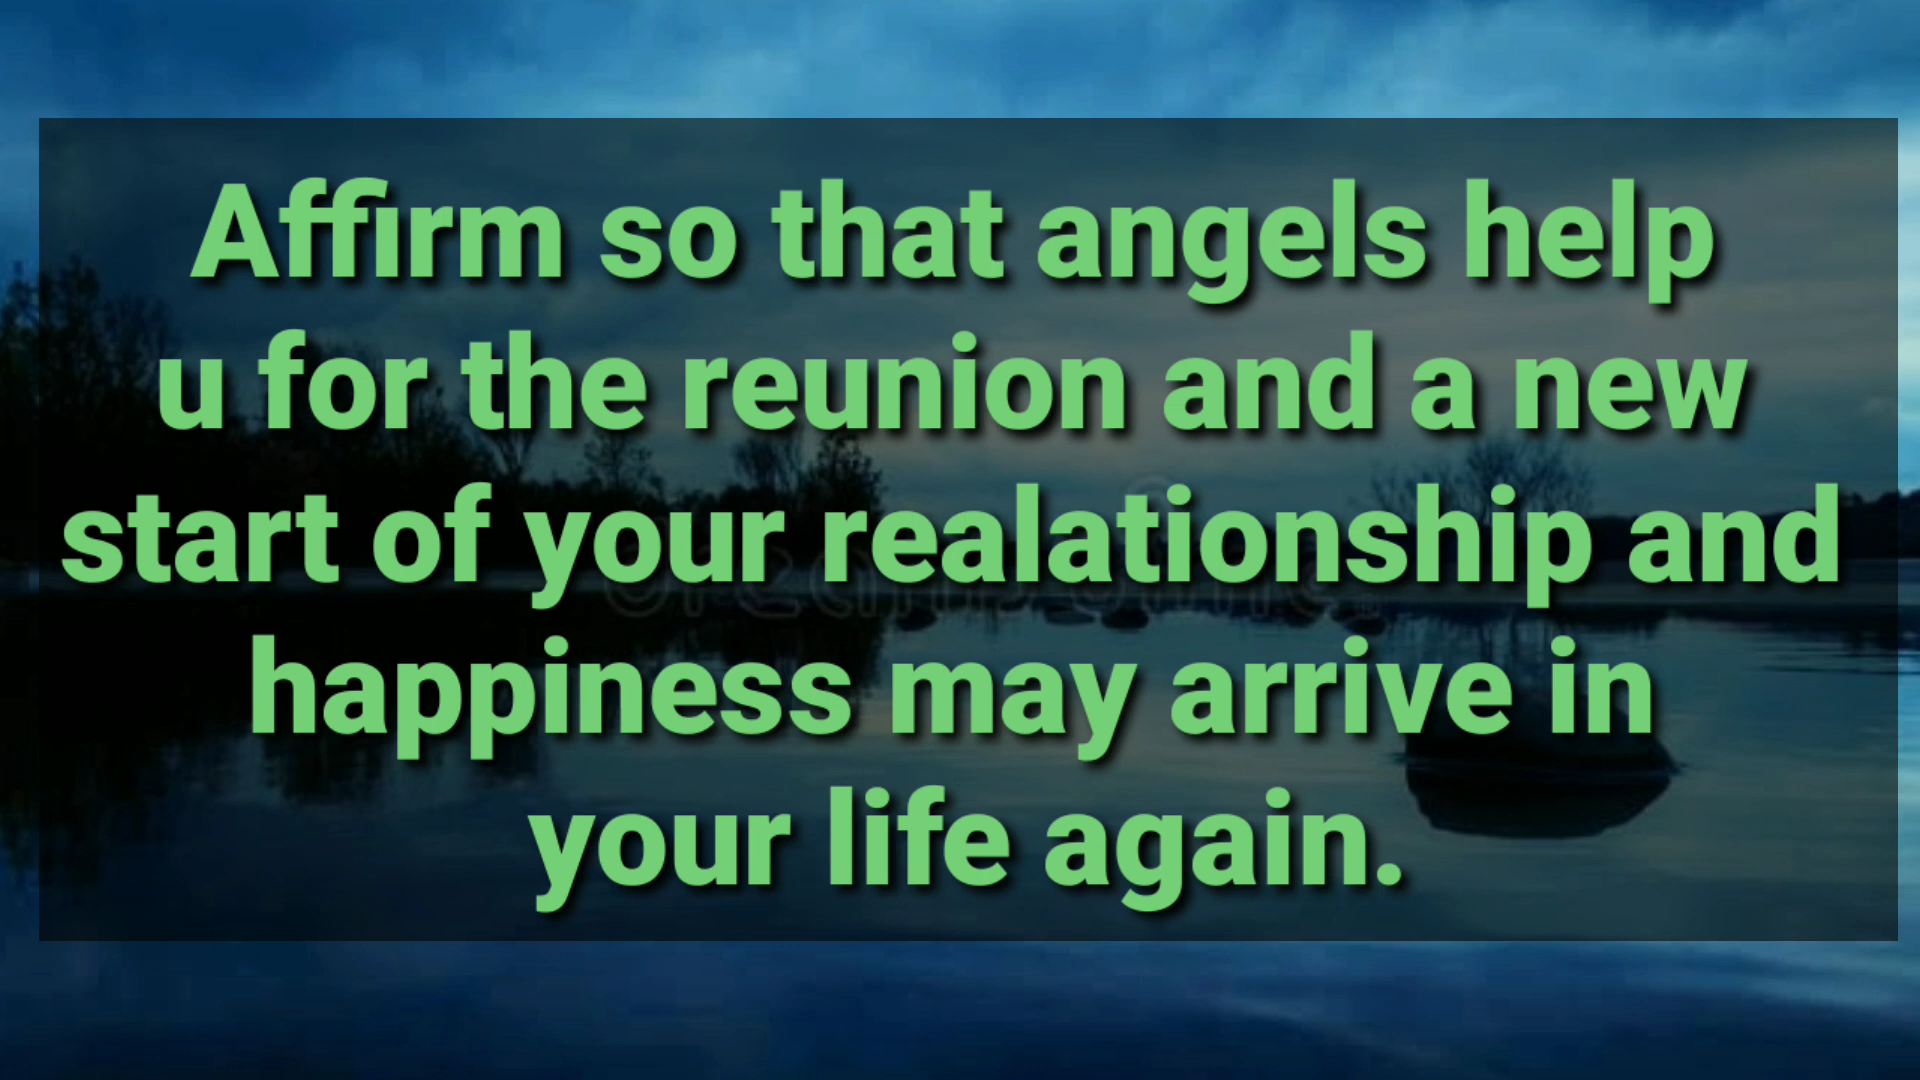 Affirm so that angels help
u for the reunion and a new
start of your realationship and
happiness may arrive in
your life again.
dreamstime